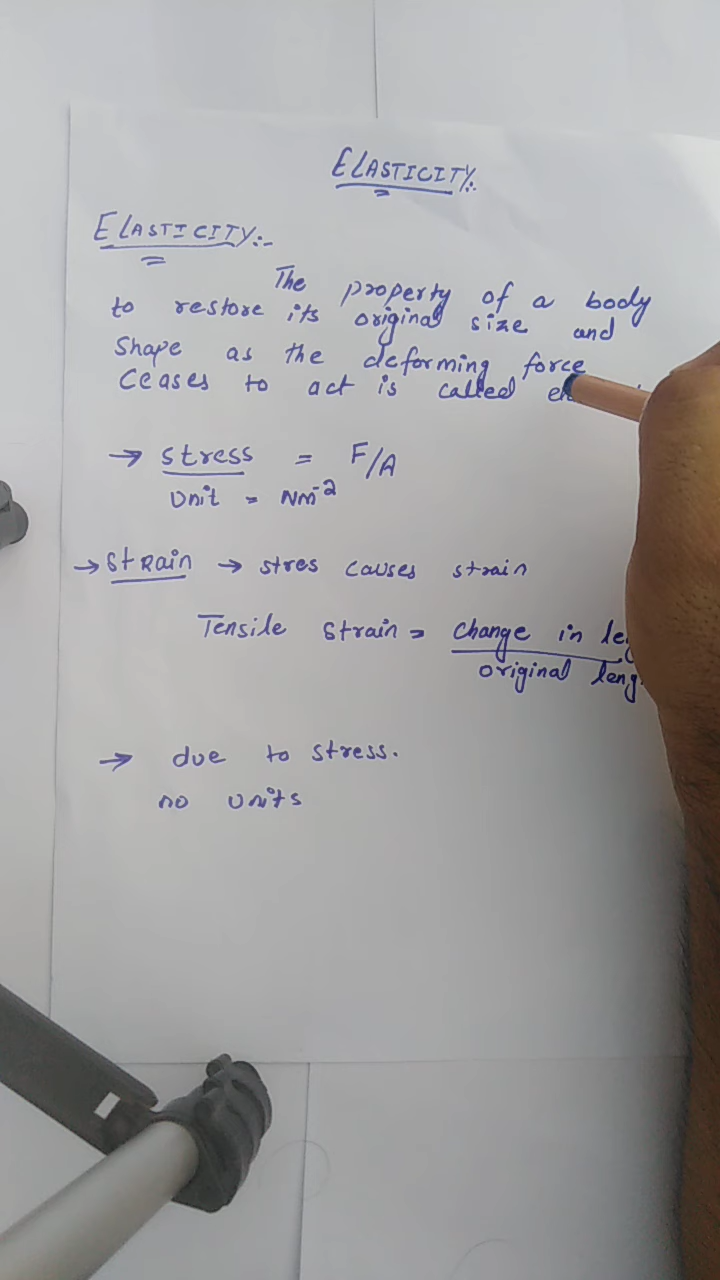 ELASTICITY:
ELASTICITY:-
The property of a body
to restore its original size and
Shape as the deforming force
Ceases to act is called
→ stress = F/A
Unit = Nm⁻²
→ StRain → stres causes strain
Tensile Strain = Change in
original
→ due to stress.
no units